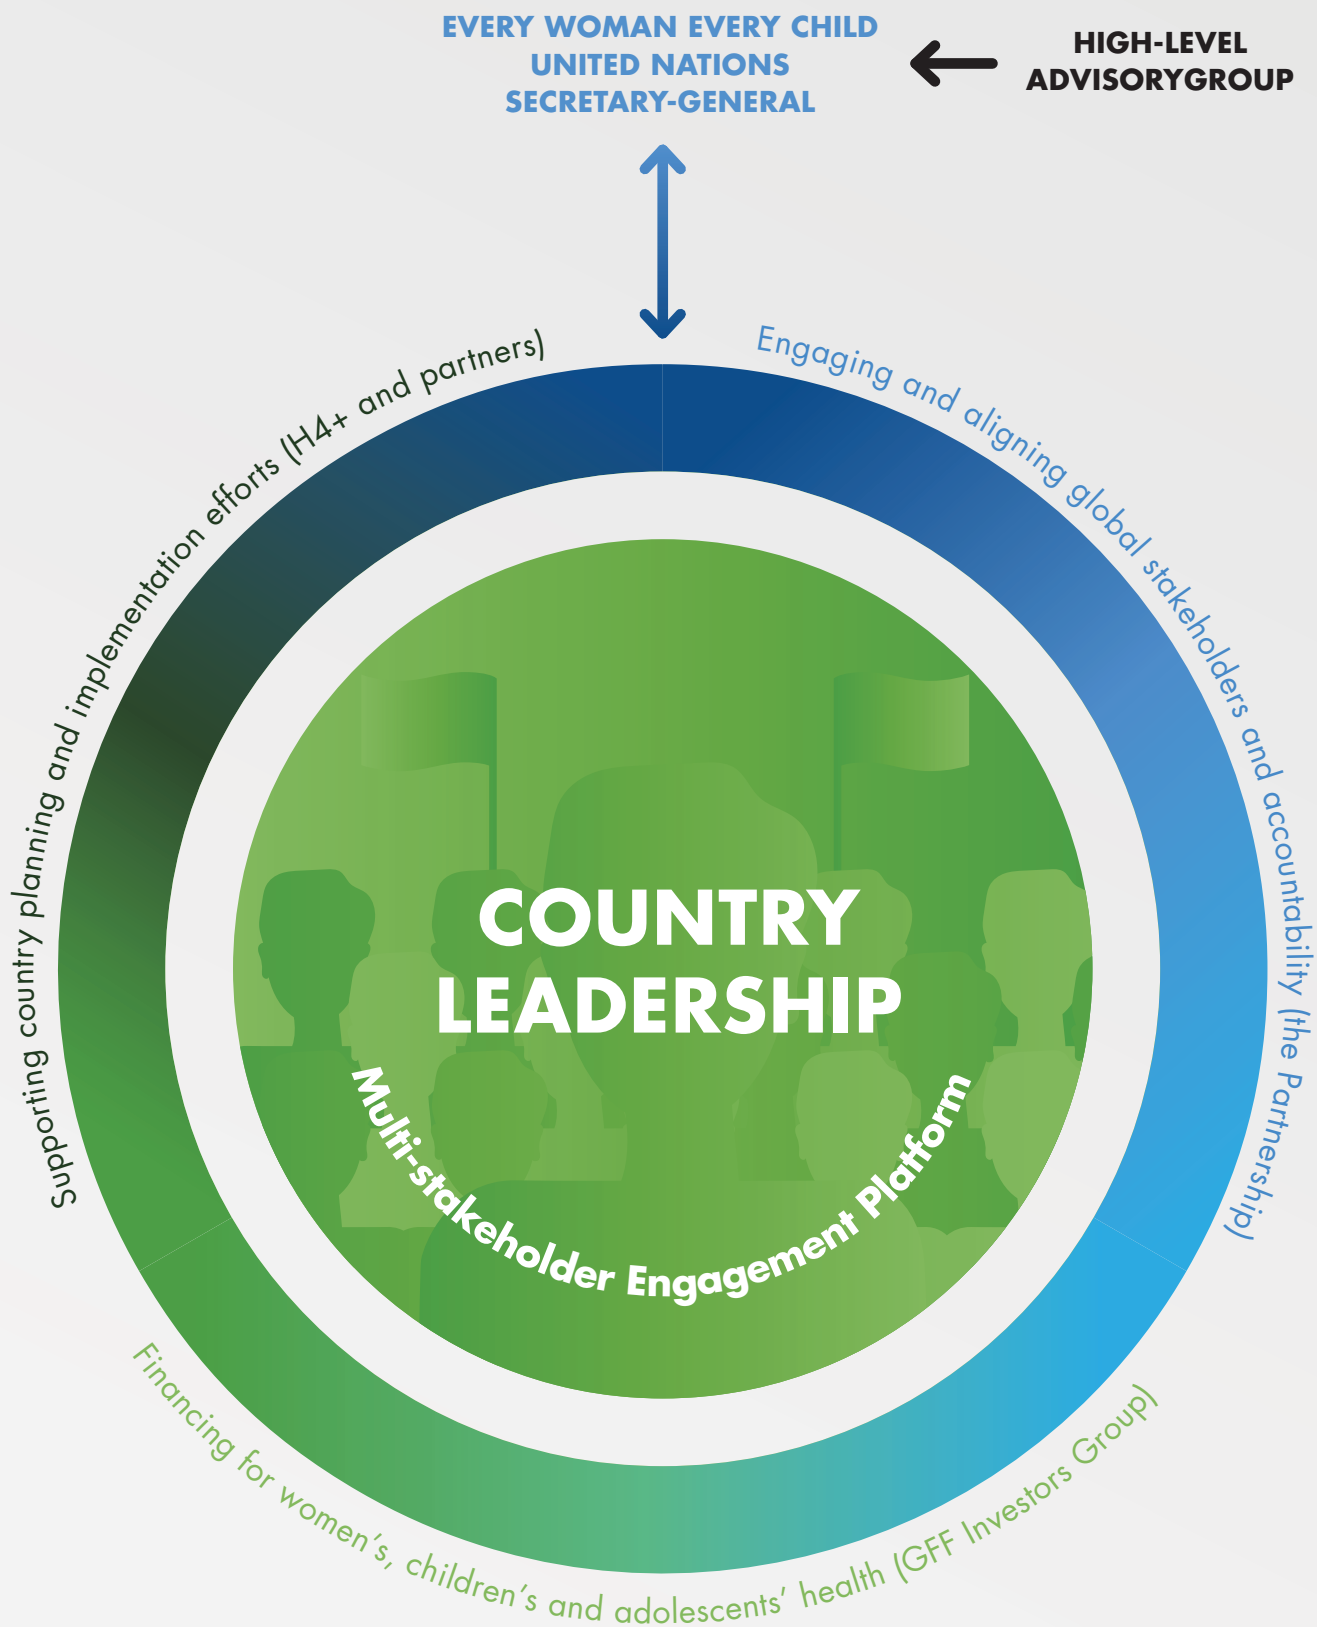 EVERY WOMAN EVERY CHILD
UNITED NATIONS
SECRETARY-GENERAL
HIGH-LEVEL
ADVISORYGROUP
Supporting country planning and implementation efforts (H4+ and partners)
Engaging and aligning global stakeholders and accountability (the Partnership)
COUNTRY
LEADERSHIP
Multi-stakeholder Engagement Platform
Financing for women’s, children’s and adolescents’ health (GFF Investors Group)